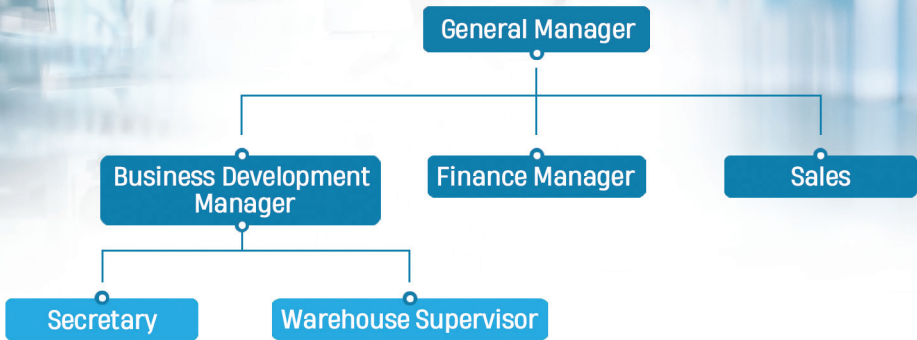 General Manager
Business Development
Manager
Finance Manager
Sales
Secretary
Warehouse Supervisor